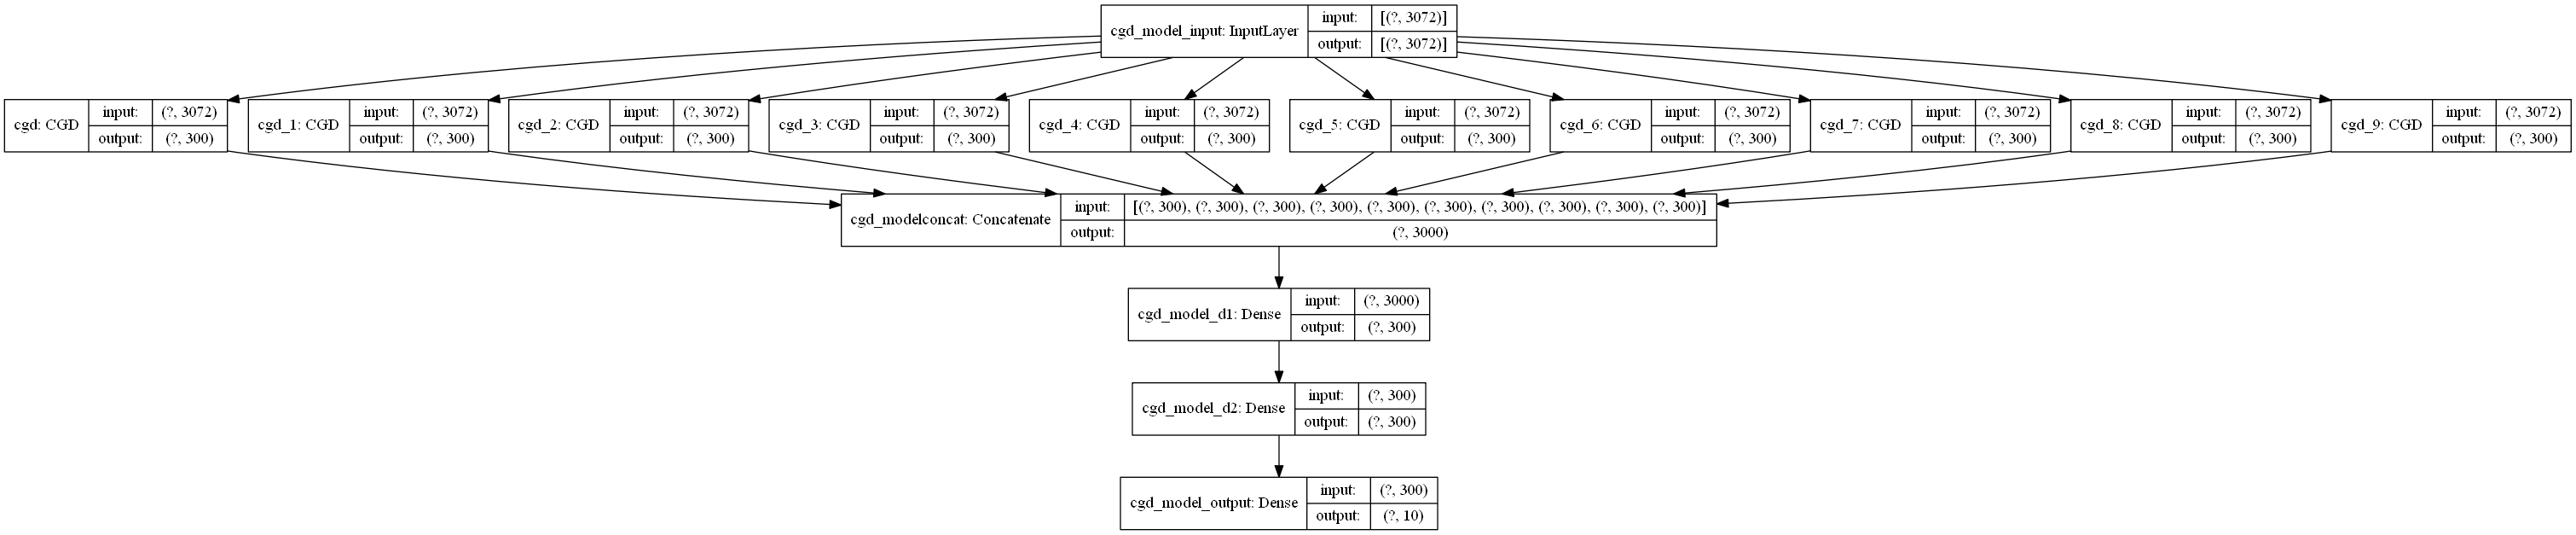 cgd_model_input: InputLayer input: [(?, 3072)]
output: [(?, 3072)]
cgd: CGD input: (?, 3072)
output: (?, 300)
cgd_1: CGD input: (?, 3072)
output: (?, 300)
cgd_2: CGD input: (?, 3072)
output: (?, 300)
cgd_3: CGD input: (?, 3072)
output: (?, 300)
cgd_4: CGD input: (?, 3072)
output: (?, 300)
cgd_5: CGD input: (?, 3072)
output: (?, 300)
cgd_6: CGD input: (?, 3072)
output: (?, 300)
cgd_7: CGD input: (?, 3072)
output: (?, 300)
cgd_8: CGD input: (?, 3072)
output: (?, 300)
cgd_9: CGD input: (?, 3072)
output: (?, 300)
cgd_modelconcat: Concatenate input: [(?, 300), (?, 300), (?, 300), (?, 300), (?, 300), (?, 300), (?, 300), (?, 300), (?, 300), (?, 300)]
output: (?, 3000)
cgd_model_d1: Dense input: (?, 3000)
output: (?, 300)
cgd_model_d2: Dense input: (?, 300)
output: (?, 300)
cgd_model_output: Dense input: (?, 300)
output: (?, 10)